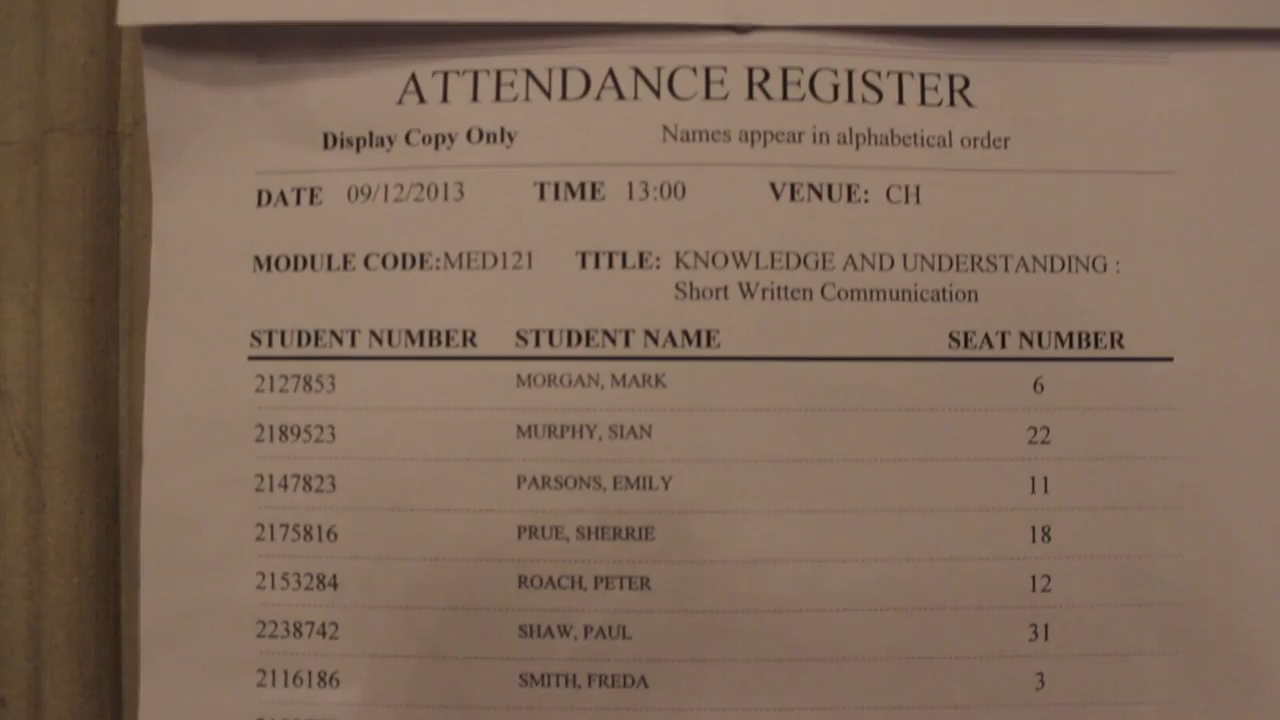 ATTENDANCE REGISTER
Display Copy Only Names appear in alphabetical order
DATE 09/12/2013 TIME 13:00 VENUE: CH
MODULE CODE:MED121 TITLE: KNOWLEDGE AND UNDERSTANDING :
Short Written Communication
STUDENT NUMBER STUDENT NAME SEAT NUMBER
2127853 MORGAN, MARK 6
2189523 MURPHY, SIAN 22
2147823 PARSONS, EMILY 11
2175816 PRUE, SHERRIE 18
2153284 ROACH, PETER 12
2238742 SHAW, PAUL 31
2116186 SMITH, FREDA 3